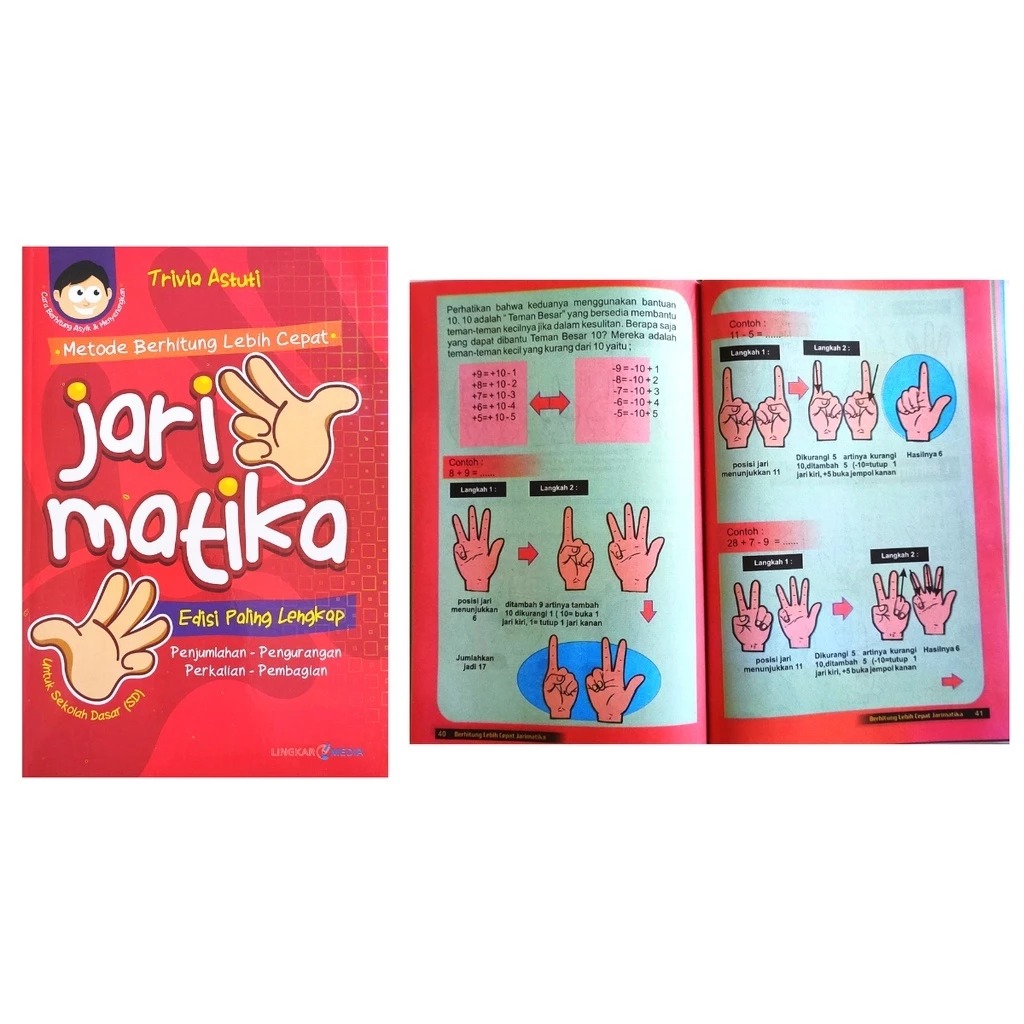 Cara Berhitung Asyik & Menyenangkan
Trivia Astuti
Metode Berhitung Lebih Cepat
jari
matika
Edisi Paling Lengkap
Penjumlahan - Pengurangan
Perkalian - Pembagian
Untuk Sekolah Dasar (SD)
LINGKAR MEDIA
Perhatikan bahwa keduanya menggunakan bantuan
10. 10 adalah " Teman Besar" yang bersedia membantu
teman-teman kecilnya jika dalam kesulitan. Berapa saja
yang dapat dibantu Teman Besar 10? Mereka adalah
teman-teman kecil yang kurang dari 10 yaitu ;
+9 = +10 - 1
+8= +10 - 2
+7= + 10 -3
+6= + 10 -4
+5= + 10 - 5
-9 = -10 + 1
-8= -10 + 2
-7= -10 + 3
-6= -10 + 4
-5= -10+ 5
Contoh :
8 + 9 = ......
Langkah 1 :
Langkah 2 :
posisi jari
menunjukkan
6
ditambah 9 artinya tambah
10 dikurangi 1 ( 10= buka 1
jari kiri, 1= tutup 1 jari kanan
Jumlahkan
jadi 17
40 Berhitung Lebih Cepat Jarimatika
Contoh :
11 - 5 = ......
Langkah 1 :
Langkah 2 :
posisi jari
menunjukkan 11
Dikurangi 5 artinya kurangi
10,ditambah 5 (-10=tutup 1
jari kiri, +5 buka jempol kanan
Hasilnya 6
Contoh :
28 + 7 - 9 = ......
Langkah 1 :
Langkah 2 :
posisi jari
menunjukkan 11
Dikurangi 5 artinya kurangi
10,ditambah 5 (-10=tutup 1
jari kiri, +5 buka jempol kanan
Hasilnya 6
Berhitung Lebih Cepat Jarimatika 41